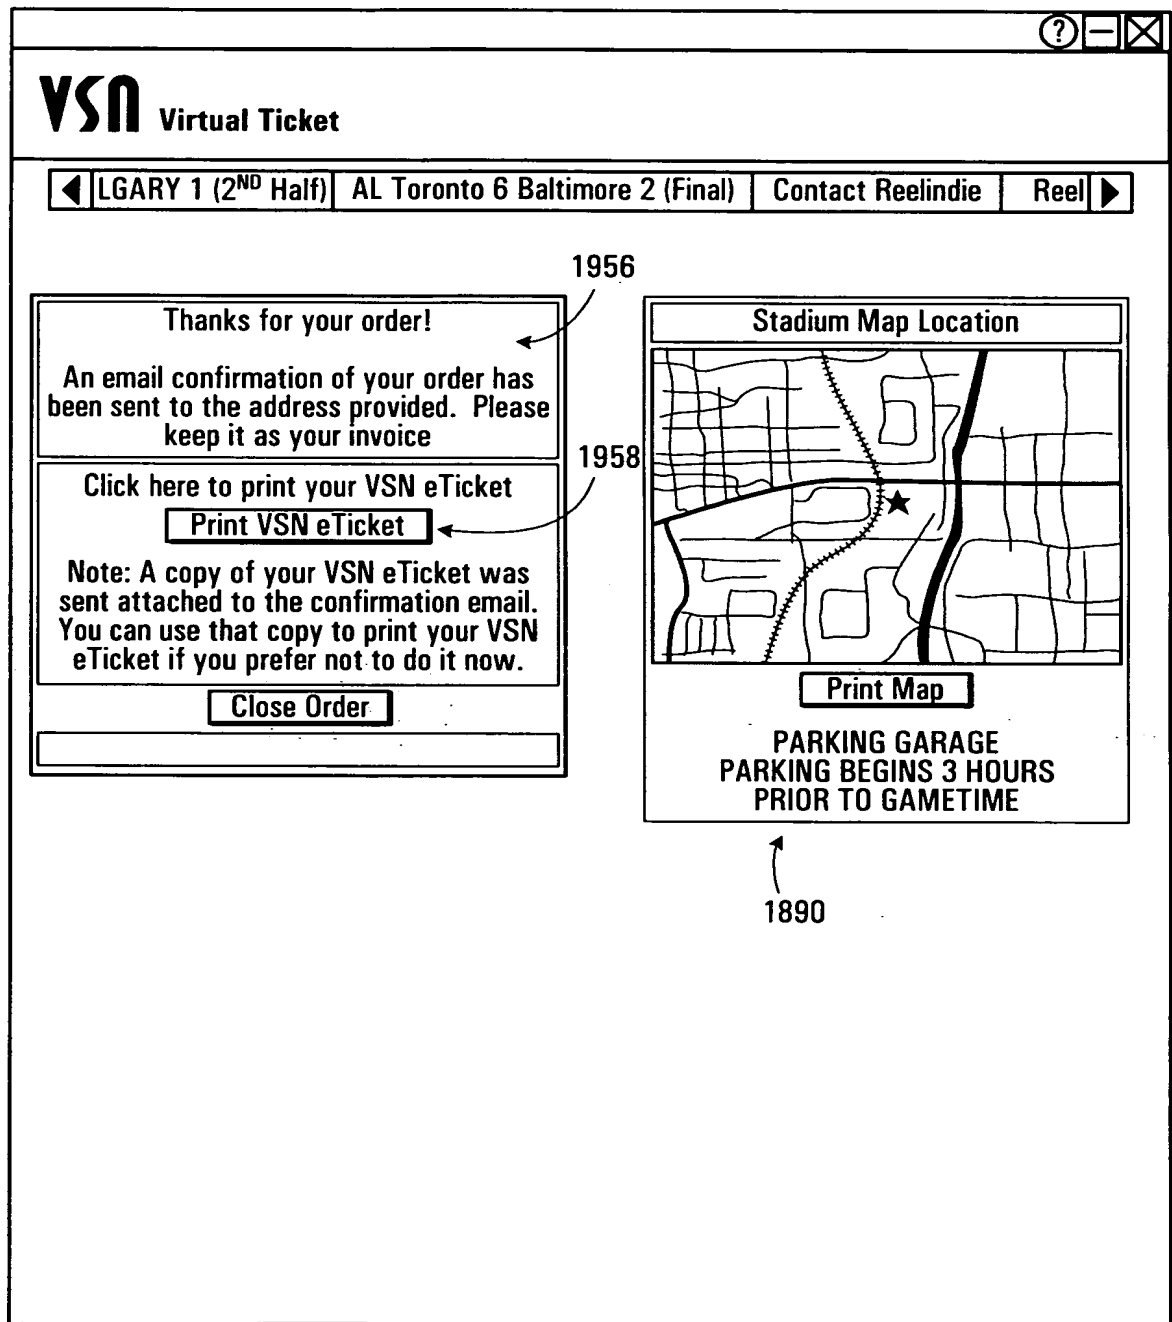 ?
VSN Virtual Ticket
LGARY 1 (2ND Half) AL Toronto 6 Baltimore 2 (Final) Contact Reelindie Reel
1956
Thanks for your order!
An email confirmation of your order has
been sent to the address provided. Please
keep it as your invoice
1958
Click here to print your VSN eTicket
Print VSN eTicket
Note: A copy of your VSN eTicket was
sent attached to the confirmation email.
You can use that copy to print your VSN
eTicket if you prefer not to do it now.
Close Order
Stadium Map Location
Print Map
PARKING GARAGE
PARKING BEGINS 3 HOURS
PRIOR TO GAMETIME
1890